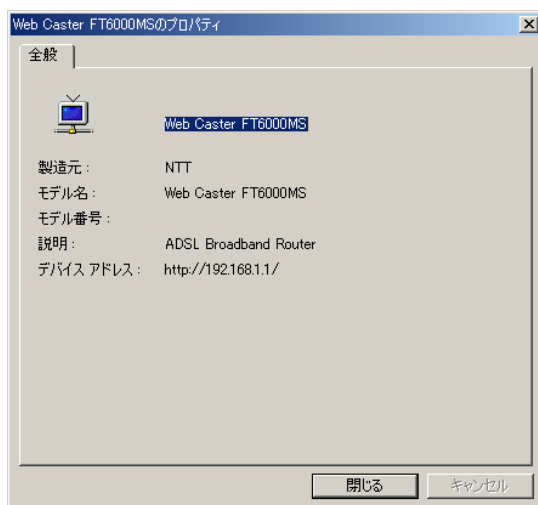 Web Caster FT6000MSのプロパティ
全般
Web Caster FT6000MS
製造元 : NTT
モデル名 : Web Caster FT6000MS
モデル番号 :
説明 : ADSL Broadband Router
デバイス アドレス : http://192.168.1.1/
閉じる キャンセル